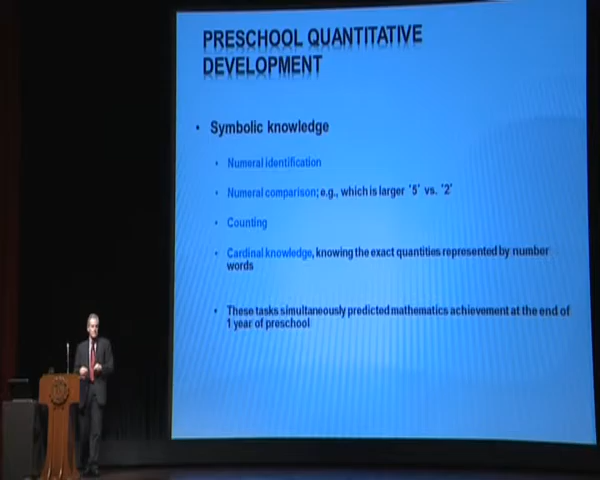 PRESCHOOL QUANTITATIVE
DEVELOPMENT
• Symbolic knowledge
• Numeral identification
• Numeral comparison; e.g., which is larger '5' vs. '2'
• Counting
• Cardinal knowledge, knowing the exact quantities represented by number
words
• These tasks simultaneously predicted mathematics achievement at the end of
1 year of preschool